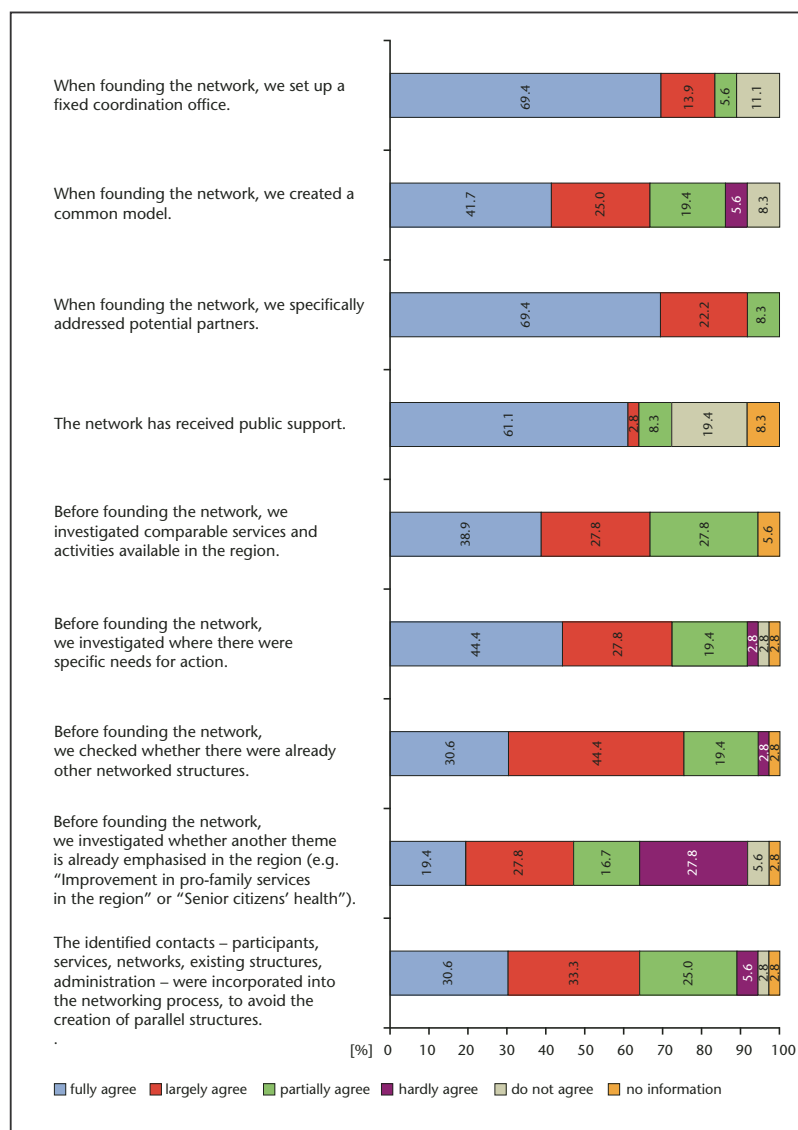 When founding the network, we set up a
fixed coordination office.
69.4 13.9 5.6 11.1
When founding the network, we created a
common model.
41.7 25.0 19.4 5.6 8.3
When founding the network, we specifically
addressed potential partners.
69.4 22.2 8.3
The network has received public support.
61.1 2.8 8.3 19.4 8.3
Before founding the network, we
investigated comparable services and
activities available in the region.
38.9 27.8 27.8 5.6
Before founding the network,
we investigated where there were
specific needs for action.
44.4 27.8 19.4 2.8 2.8 2.8
Before founding the network,
we checked whether there were already
other networked structures.
30.6 44.4 19.4 2.8 2.8
Before founding the network,
we investigated whether another theme
is already emphasised in the region (e.g.
“Improvement in pro-family services
in the region” or “Senior citizens’ health”).
19.4 27.8 16.7 27.8 5.6 2.8
The identified contacts – participants,
services, networks, existing structures,
administration – were incorporated into
the networking process, to avoid the
creation of parallel structures.
.
30.6 33.3 25.0 5.6 2.8 2.8
[%] 0 10 20 30 40 50 60 70 80 90 100
fully agree largely agree partially agree hardly agree do not agree no information